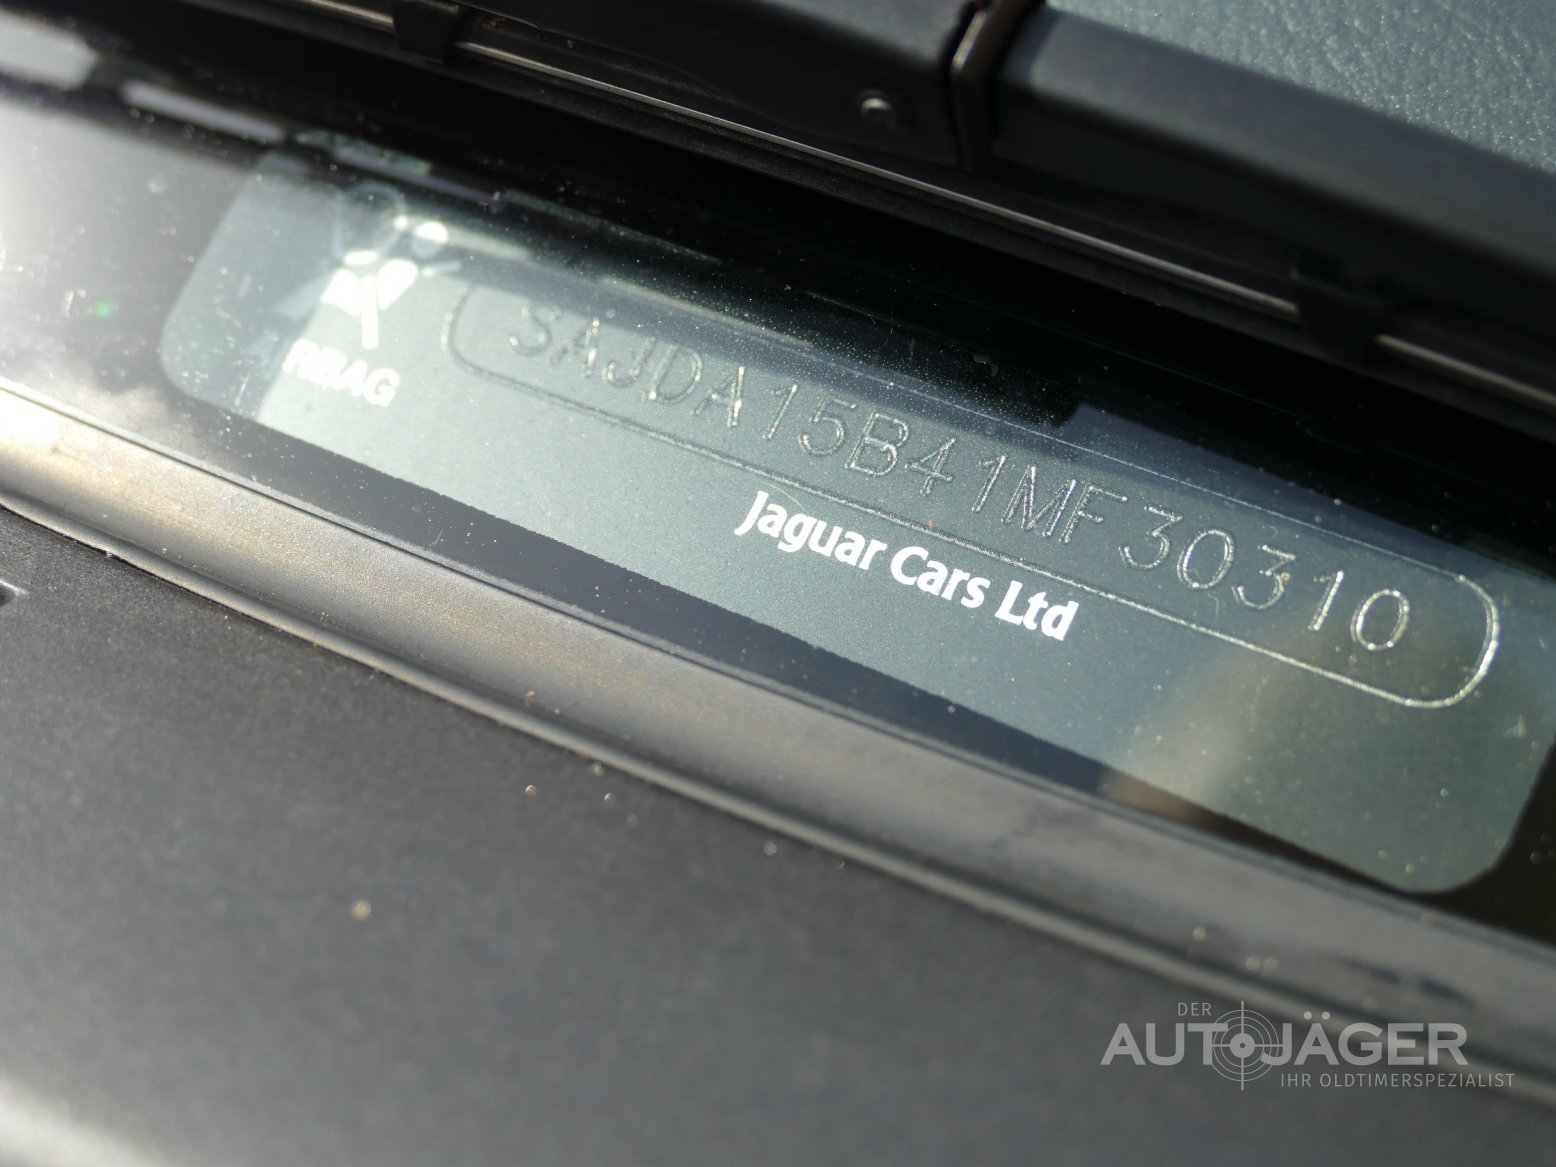 RBAG
SAJDA15B41MF30310
Jaguar Cars Ltd
DER
AUTOJÄGER
IHR OLDTIMERSPEZIALIST